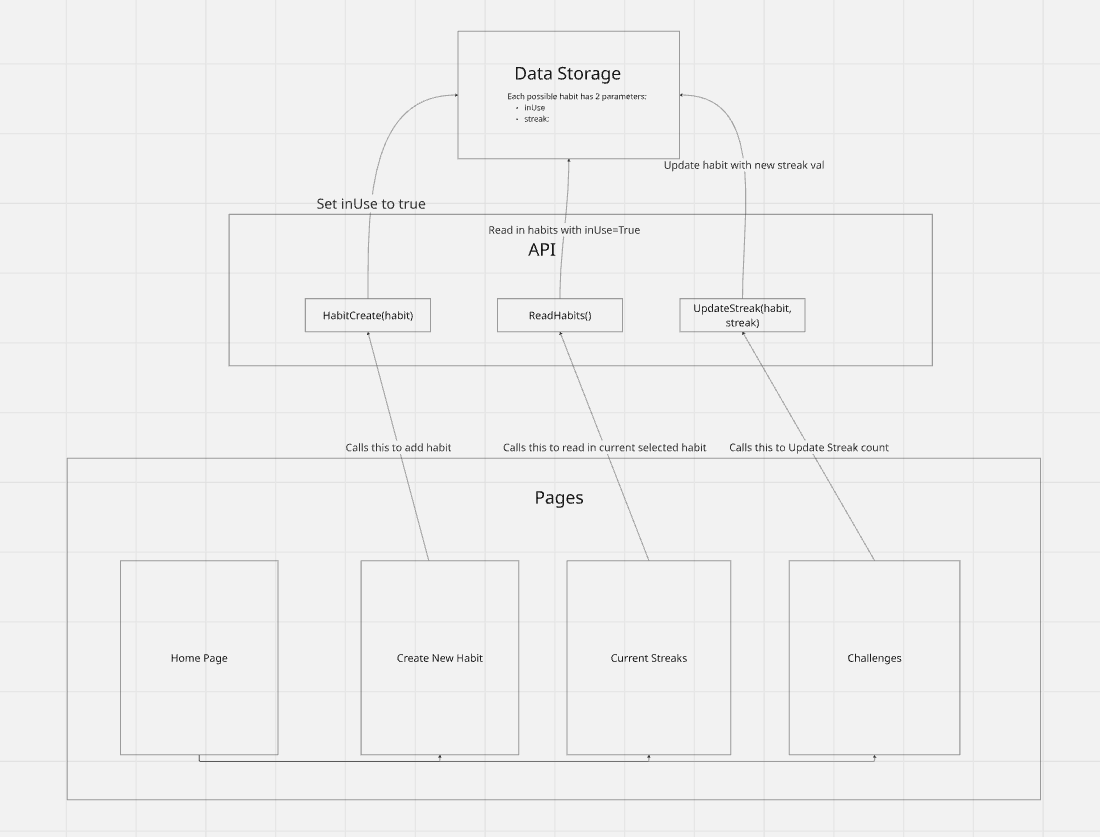 Data Storage
Each possible habit has 2 parameters:
• inUse
• streak:
Update habit with new streak val
Set inUse to true
Read in habits with inUse=True
API
HabitCreate(habit)
ReadHabits()
UpdateStreak(habit,
streak)
Calls this to add habit
Calls this to read in current selected habit
Calls this to Update Streak count
Pages
Home Page
Create New Habit
Current Streaks
Challenges